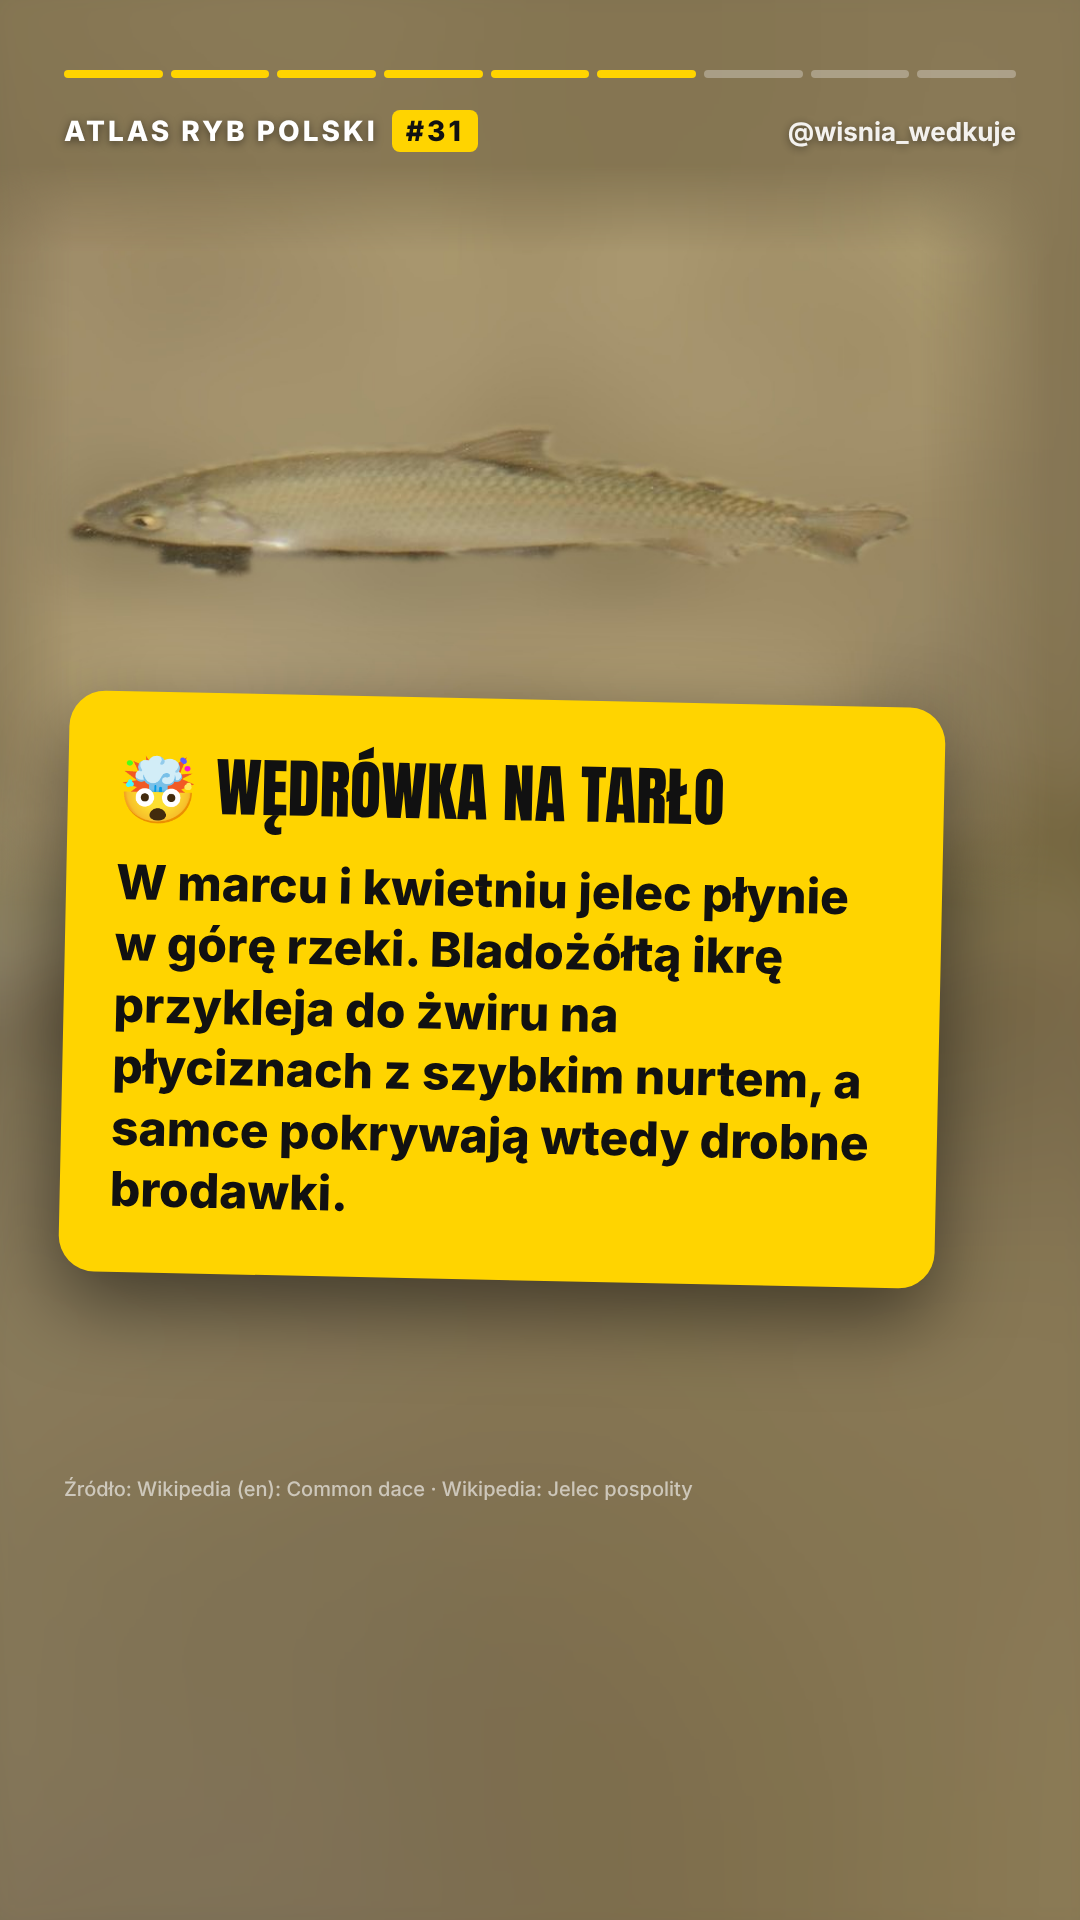 ATLAS RYB POLSKI #31
@wisnia_wedkuje
WĘDRÓWKA NA TARŁO
W marcu i kwietniu jelec płynie
w górę rzeki. Bladożółtą ikrę
przykleja do żwiru na
płyciznach z szybkim nurtem, a
samce pokrywają wtedy drobne
brodawki.
Źródło: Wikipedia (en): Common dace · Wikipedia: Jelec pospolity